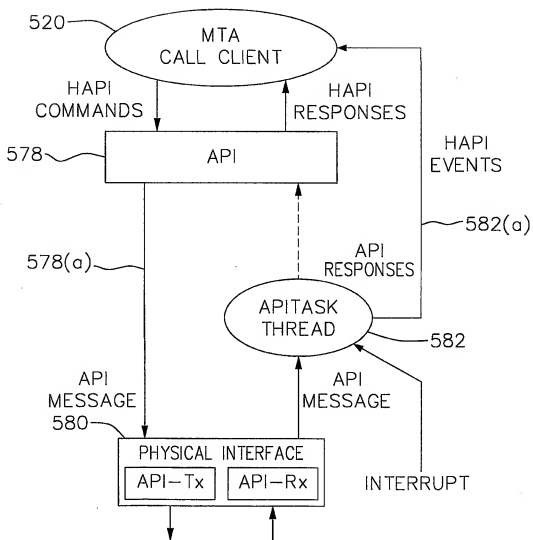 520
MTA
CALL CLIENT
HAPI
COMMANDS
HAPI
RESPONSES
578
API
HAPI
EVENTS
582(a)
578(a)
API
RESPONSES
APITASK
THREAD
582
API
MESSAGE
API
MESSAGE
580
PHYSICAL INTERFACE
API-Tx
API-Rx
INTERRUPT